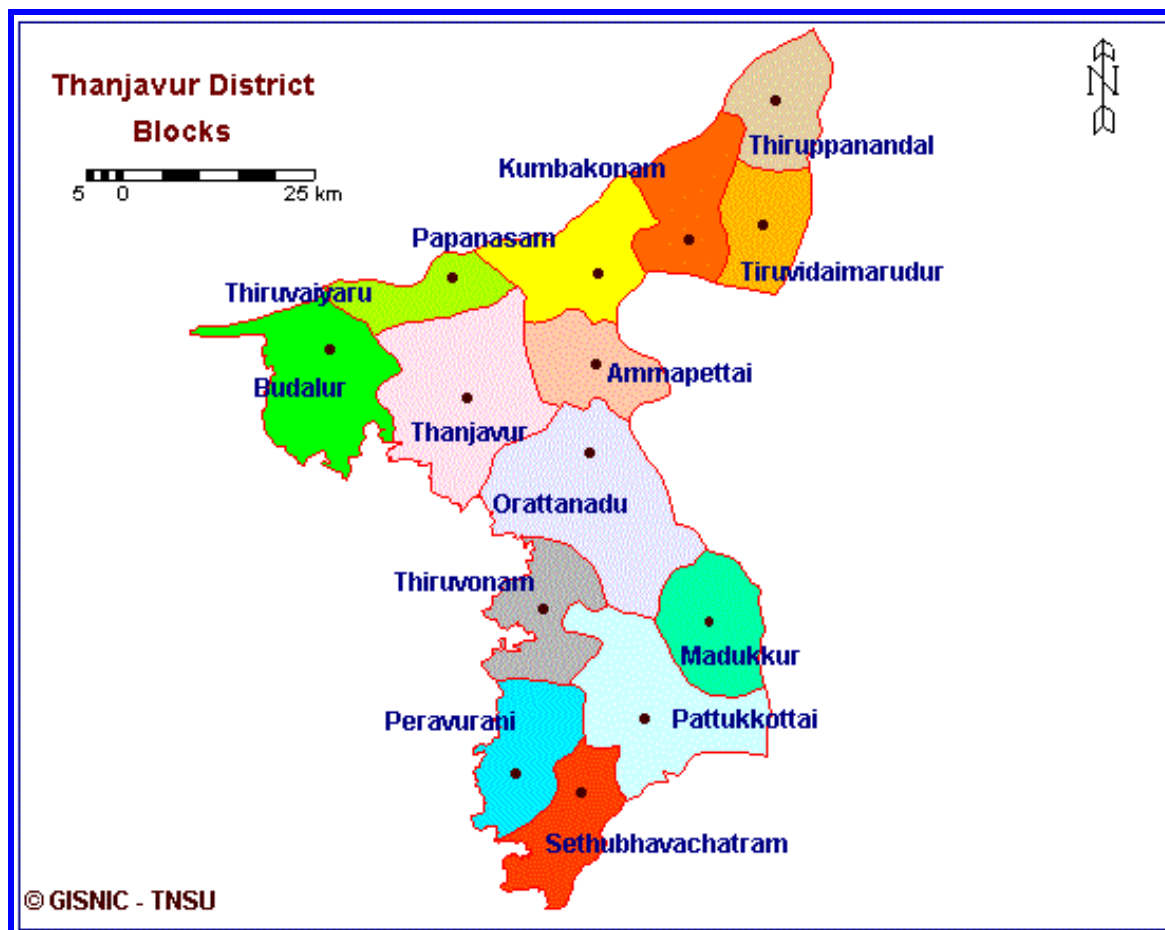 Thanjavur District
Blocks
5 0 25 km
N
Thiruppanandal
Kumbakonam
Papanasam
Tiruvidaimarudur
Thiruvaiyaru
Ammapettai
Budalur
Thanjavur
Orattanadu
Thiruvonam
Madukkur
Peravurani
Pattukkottai
Sethubhavachatram
© GISNIC - TNSU